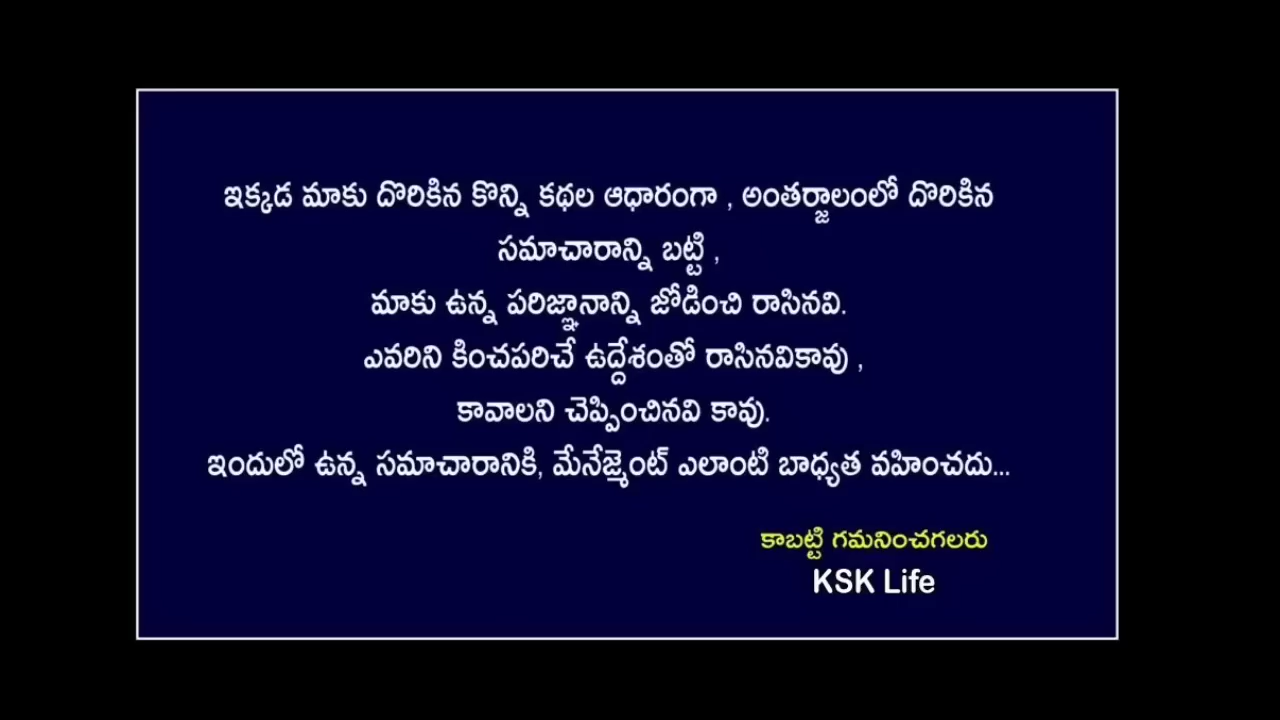 ఇక్కడ మాకు దొరికిన కొన్ని కథల ఆధారంగా , అంతర్జాలంలో దొరికిన
సమాచారాన్ని బట్టి ,
మాకు ఉన్న పరిజ్ఞానాన్ని జోడించి రాసినవి.
ఎవరిని కించపరిచే ఉద్దేశంతో రాసినవికావు ,
కావాలని చెప్పించినవి కావు.
ఇందులో ఉన్న సమాచారానికి, మేనేజ్మెంట్ ఎలాంటి బాధ్యత వహించదు...
కాబట్టి గమనించగలరు
KSK Life